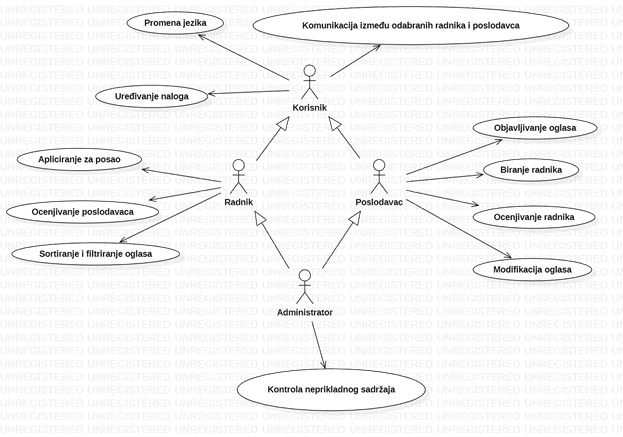 Promena jezika
Komunikacija između odabranih radnika i poslodavca
Uređivanje naloga
Korisnik
Objavljivanje oglasa
Apliciranje za posao
Biranje radnika
Radnik
Poslodavac
Ocenjivanje poslodavaca
Ocenjivanje radnika
Sortiranje i filtriranje oglasa
Modifikacija oglasa
Administrator
Kontrola neprikladnog sadržaja
UNREGISTERED